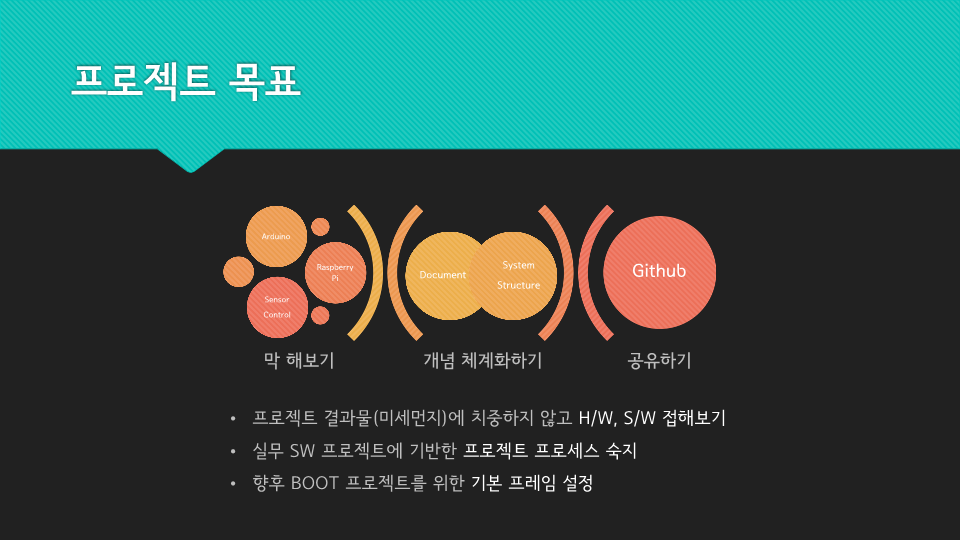 프로젝트 목표
Arduino
Raspberry
Pi
Sensor
Control
Document
System
Structure
Github
막 해보기
개념 체계화하기
공유하기
• 프로젝트 결과물(미세먼지)에 치중하지 않고 H/W, S/W 접해보기
• 실무 SW 프로젝트에 기반한 프로젝트 프로세스 숙지
• 향후 BOOT 프로젝트를 위한 기본 프레임 설정